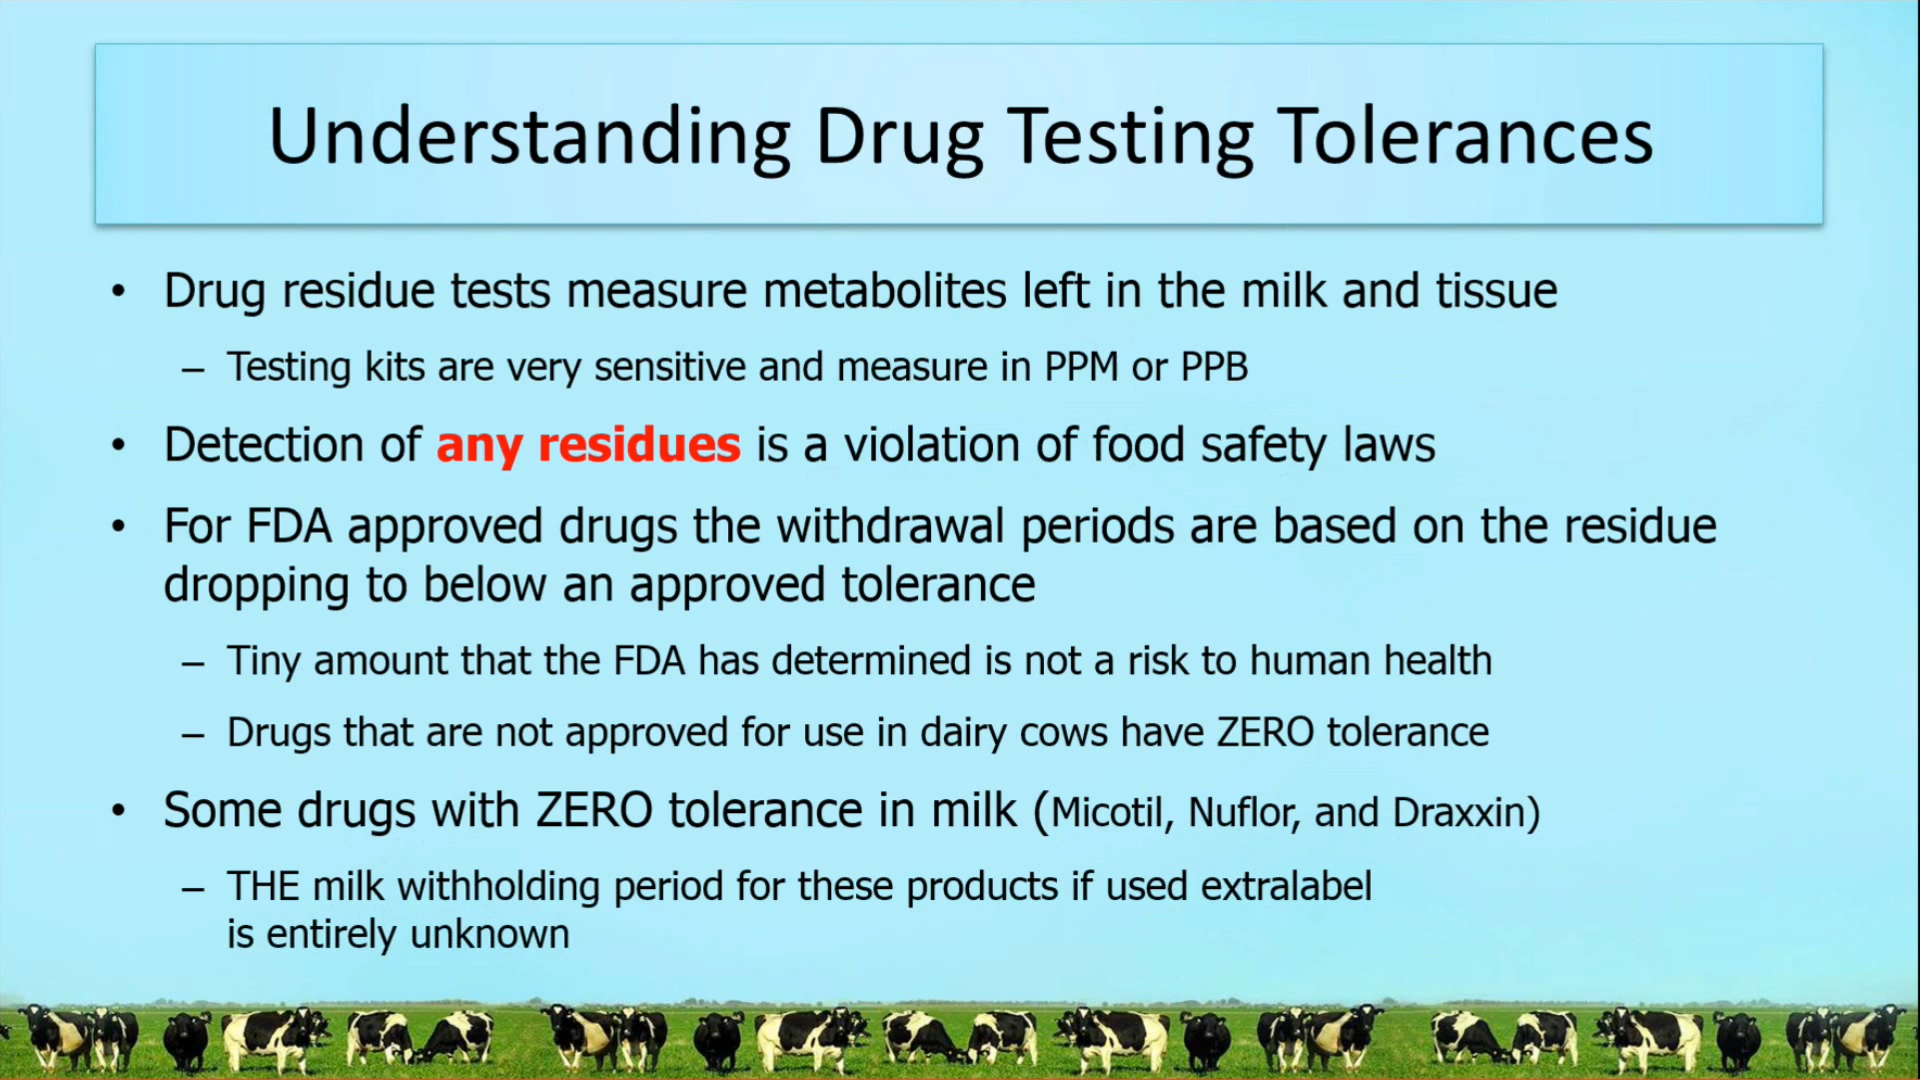 Understanding Drug Testing Tolerances
• Drug residue tests measure metabolites left in the milk and tissue
– Testing kits are very sensitive and measure in PPM or PPB
• Detection of any residues is a violation of food safety laws
• For FDA approved drugs the withdrawal periods are based on the residue
dropping to below an approved tolerance
– Tiny amount that the FDA has determined is not a risk to human health
– Drugs that are not approved for use in dairy cows have ZERO tolerance
• Some drugs with ZERO tolerance in milk (Micotil, Nuflor, and Draxxin)
– THE milk withholding period for these products if used extralabel
is entirely unknown